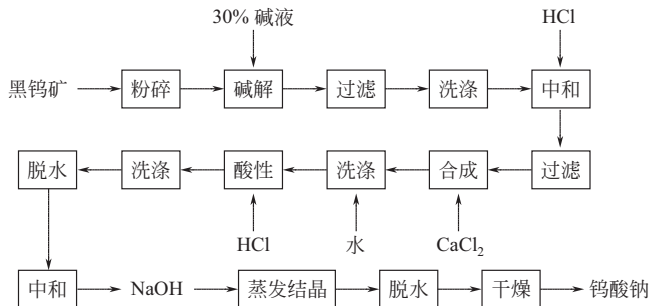 30% 碱液
HCl
黑钨矿 粉碎 碱解 过滤 洗涤 中和
脱水 洗涤 酸性 洗涤 合成 过滤
HCl 水 CaCl₂
中和 NaOH 蒸发结晶 脱水 干燥 钨酸钠